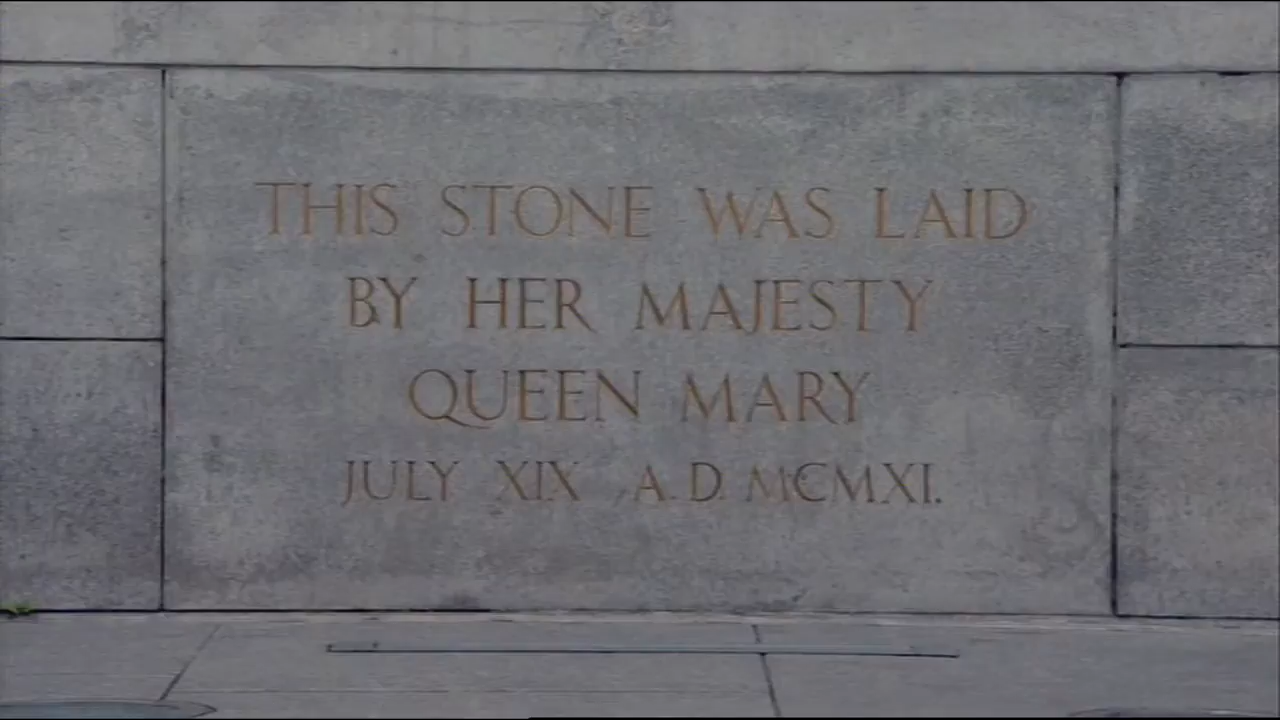 THIS STONE WAS LAID
BY HER MAJESTY
QUEEN MARY
JULY XIX A.D. MCMXI.